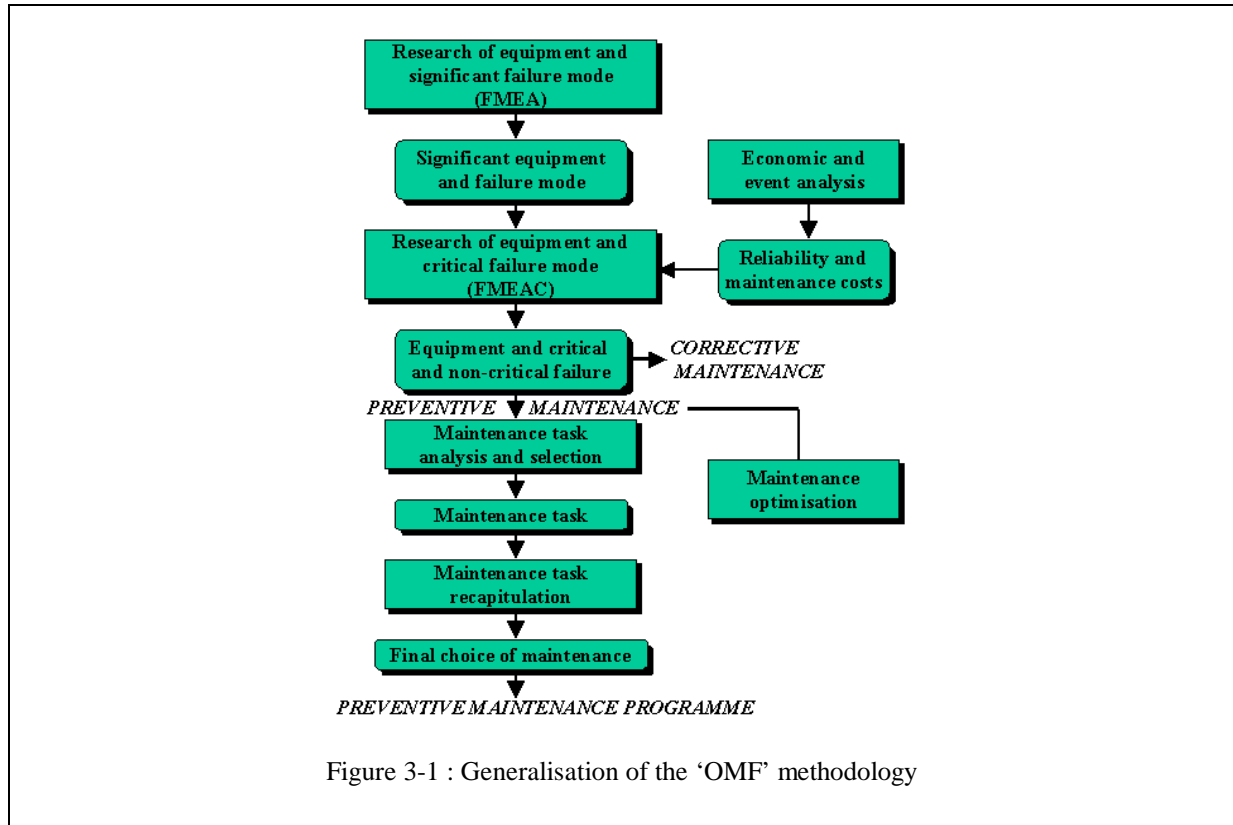 Research of equipment and
significant failure mode
(FMEA)
Significant equipment
and failure mode
Economic and
event analysis
Research of equipment and
critical failure mode
(FMEAC)
Reliability and
maintenance costs
Equipment and critical
and non-critical failure
CORRECTIVE
MAINTENANCE
PREVENTIVE MAINTENANCE
Maintenance task
analysis and selection
Maintenance
optimisation
Maintenance task
Maintenance task
recapitulation
Final choice of maintenance
PREVENTIVE MAINTENANCE PROGRAMME
Figure 3-1 : Generalisation of the ‘OMF’ methodology